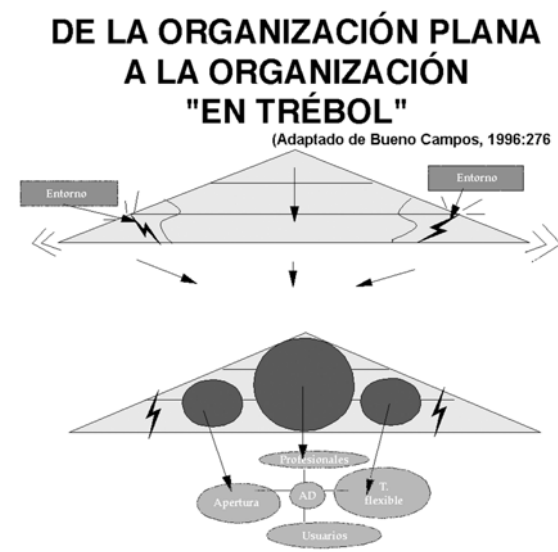 DE LA ORGANIZACIÓN PLANA
A LA ORGANIZACIÓN
"EN TRÉBOL"
(Adaptado de Bueno Campos, 1996:276
Entorno
Entorno
Profesionales
Apertura
AD
T.
flexible
Usuarios